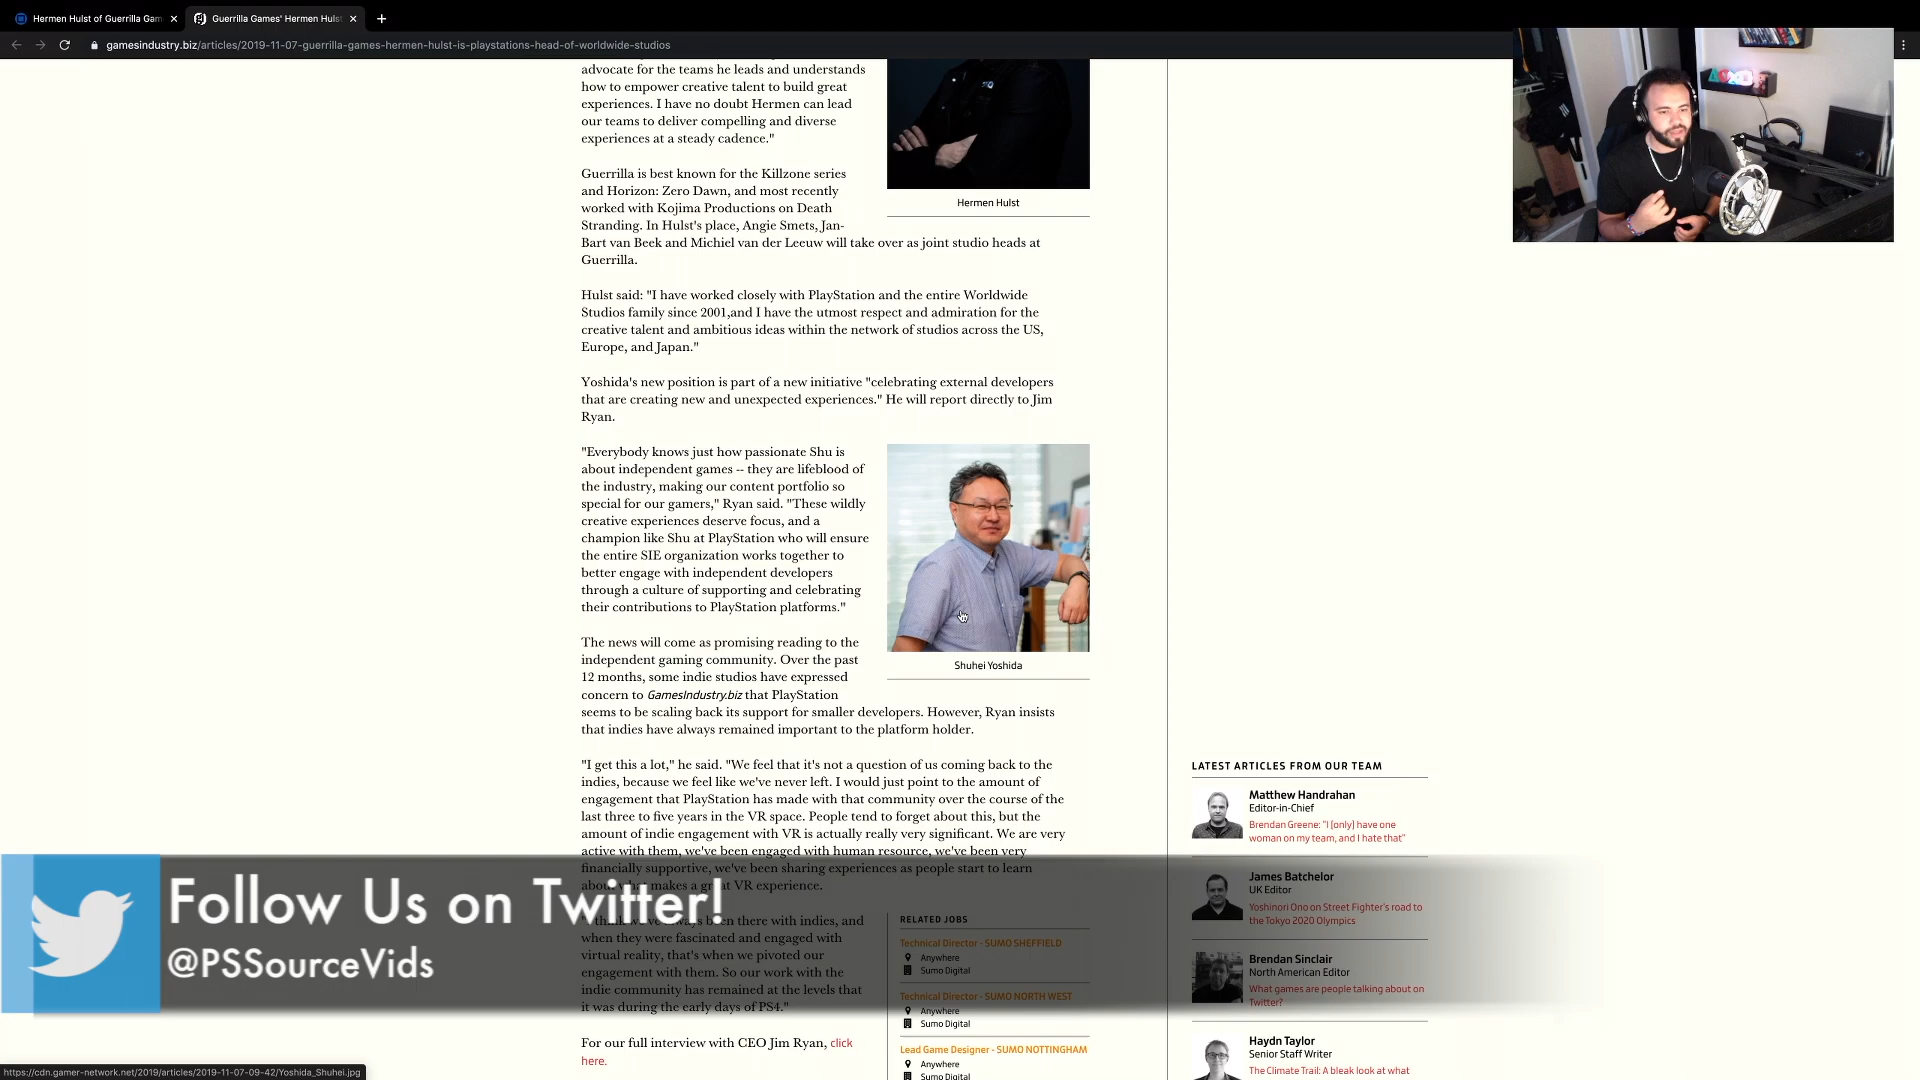 Hermen Hulst of Guerrilla Gam
Guerrilla Games' Hermen Hulst
gamesindustry.biz/articles/2019-11-07-guerrilla-games-hermen-hulst-is-playstations-head-of-worldwide-studios
advocate for the teams he leads and understands
how to empower creative talent to build great
experiences. I have no doubt Hermen can lead
our teams to deliver compelling and diverse
experiences at a steady cadence."
Hermen Hulst
Guerrilla is best known for the Killzone series
and Horizon: Zero Dawn, and most recently
worked with Kojima Productions on Death
Stranding. In Hulst's place, Angie Smets, Jan-
Bart van Beek and Michiel van der Leeuw will take over as joint studio heads at
Guerrilla.
Hulst said: "I have worked closely with PlayStation and the entire Worldwide
Studios family since 2001,and I have the utmost respect and admiration for the
creative talent and ambitious ideas within the network of studios across the US,
Europe, and Japan."
Yoshida's new position is part of a new initiative "celebrating external developers
that are creating new and unexpected experiences." He will report directly to Jim
Ryan.
"Everybody knows just how passionate Shu is
about independent games -- they are lifeblood of
the industry, making our content portfolio so
special for our gamers," Ryan said. "These wildly
creative experiences deserve focus, and a
champion like Shu at PlayStation who will ensure
the entire SIE organization works together to
better engage with independent developers
through a culture of supporting and celebrating
their contributions to PlayStation platforms."
Shuhei Yoshida
The news will come as promising reading to the
independent gaming community. Over the past
12 months, some indie studios have expressed
concern to GamesIndustry.biz that PlayStation
seems to be scaling back its support for smaller developers. However, Ryan insists
that indies have always remained important to the platform holder.
"I get this a lot," he said. "We feel that it's not a question of us coming back to the
indies, because we feel like we've never left. I would just point to the amount of
engagement that PlayStation has made with that community over the course of the
last three to five years in the VR space. People tend to forget about this, but the
amount of indie engagement with VR is actually really very significant. We are very
active with them, we've been engaged with human resource, we've been very
financially supportive, we've been sharing experiences as people start to learn
about what makes a great VR experience.
always been there with indies, and
when they were fascinated and engaged with
virtual reality, that's when we pivoted our
engagement with them. So our work with the
indie community has remained at the levels that
it was during the early days of PS4."
For our full interview with CEO Jim Ryan, click
here.
RELATED JOBS
Technical Director - SUMO SHEFFIELD
Anywhere
Sumo Digital
Technical Director - SUMO NORTH WEST
Anywhere
Sumo Digital
Lead Game Designer - SUMO NOTTINGHAM
Anywhere
Sumo Digital
LATEST ARTICLES FROM OUR TEAM
Matthew Handrahan
Editor-in-Chief
Brendan Greene: "I [only] have one
woman on my team, and I hate that"
James Batchelor
UK Editor
Yoshinori Ono on Street Fighter's road to
the Tokyo 2020 Olympics
Brendan Sinclair
North American Editor
What games are people talking about on
Twitter?
Haydn Taylor
Senior Staff Writer
The Climate Trail: A bleak look at what
Follow Us on Twitter!
@PSSourceVids
https://cdn.gamer-network.net/2019/articles/2019-11-07-09-42/Yoshida_Shuhei.jpg